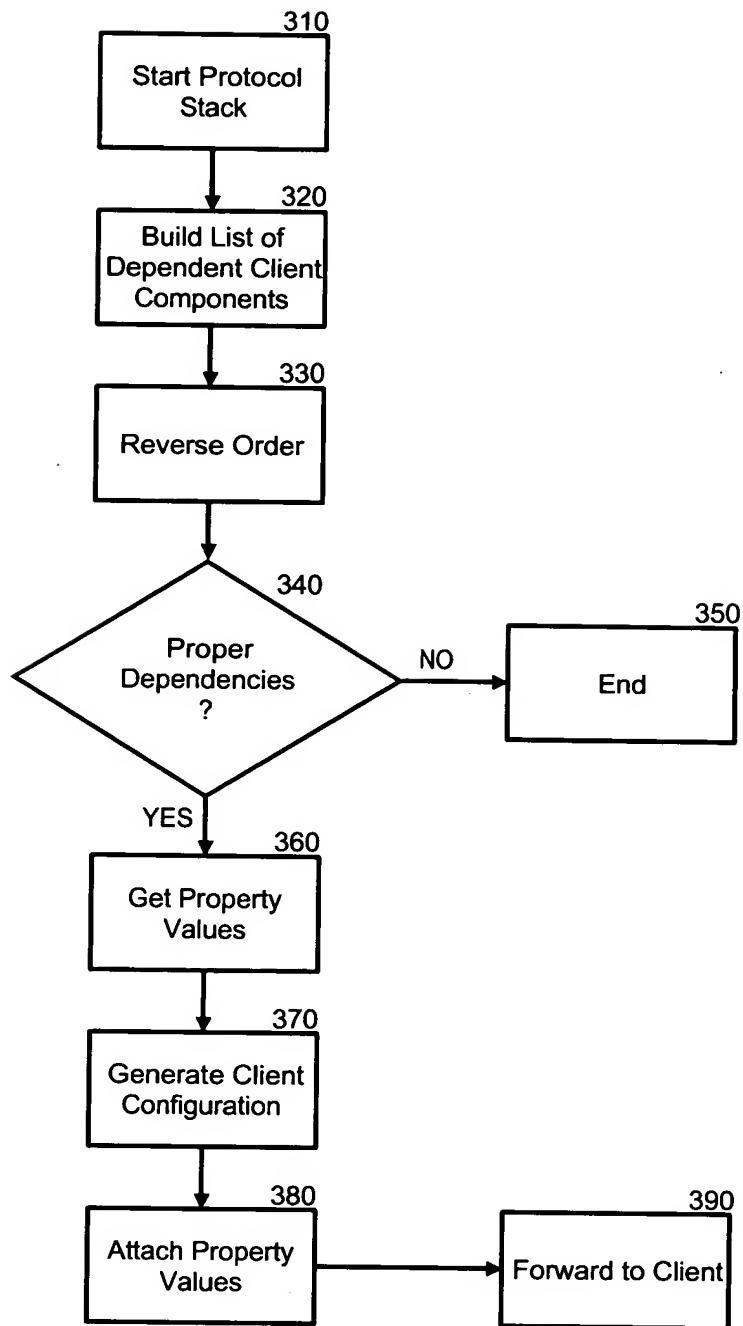 310
Start Protocol
Stack
320
Build List of
Dependent Client
Components
330
Reverse Order
340
Proper
Dependencies
?
NO
350
End
YES
360
Get Property
Values
370
Generate Client
Configuration
380
Attach Property
Values
390
Forward to Client